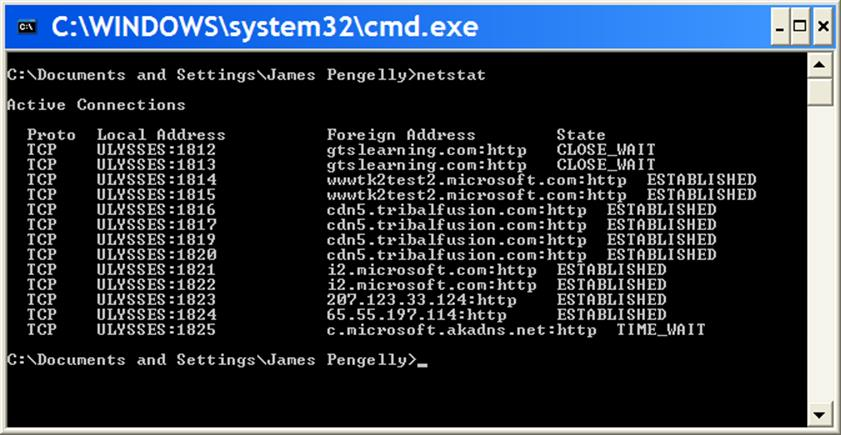 C:\WINDOWS\system32\cmd.exe
C:\Documents and Settings\James Pengelly>netstat
Active Connections
Proto Local Address Foreign Address State
TCP ULYSSES:1812 gtslearning.com:http CLOSE_WAIT
TCP ULYSSES:1813 gtslearning.com:http CLOSE_WAIT
TCP ULYSSES:1814 wwwtk2test2.microsoft.com:http ESTABLISHED
TCP ULYSSES:1815 wwwtk2test2.microsoft.com:http ESTABLISHED
TCP ULYSSES:1816 cdn5.tribalfusion.com:http ESTABLISHED
TCP ULYSSES:1817 cdn5.tribalfusion.com:http ESTABLISHED
TCP ULYSSES:1819 cdn5.tribalfusion.com:http ESTABLISHED
TCP ULYSSES:1820 cdn5.tribalfusion.com:http ESTABLISHED
TCP ULYSSES:1821 i2.microsoft.com:http ESTABLISHED
TCP ULYSSES:1822 i2.microsoft.com:http ESTABLISHED
TCP ULYSSES:1823 207.123.33.124:http ESTABLISHED
TCP ULYSSES:1824 65.55.197.114:http ESTABLISHED
TCP ULYSSES:1825 c.microsoft.akadns.net:http TIME_WAIT
C:\Documents and Settings\James Pengelly>_